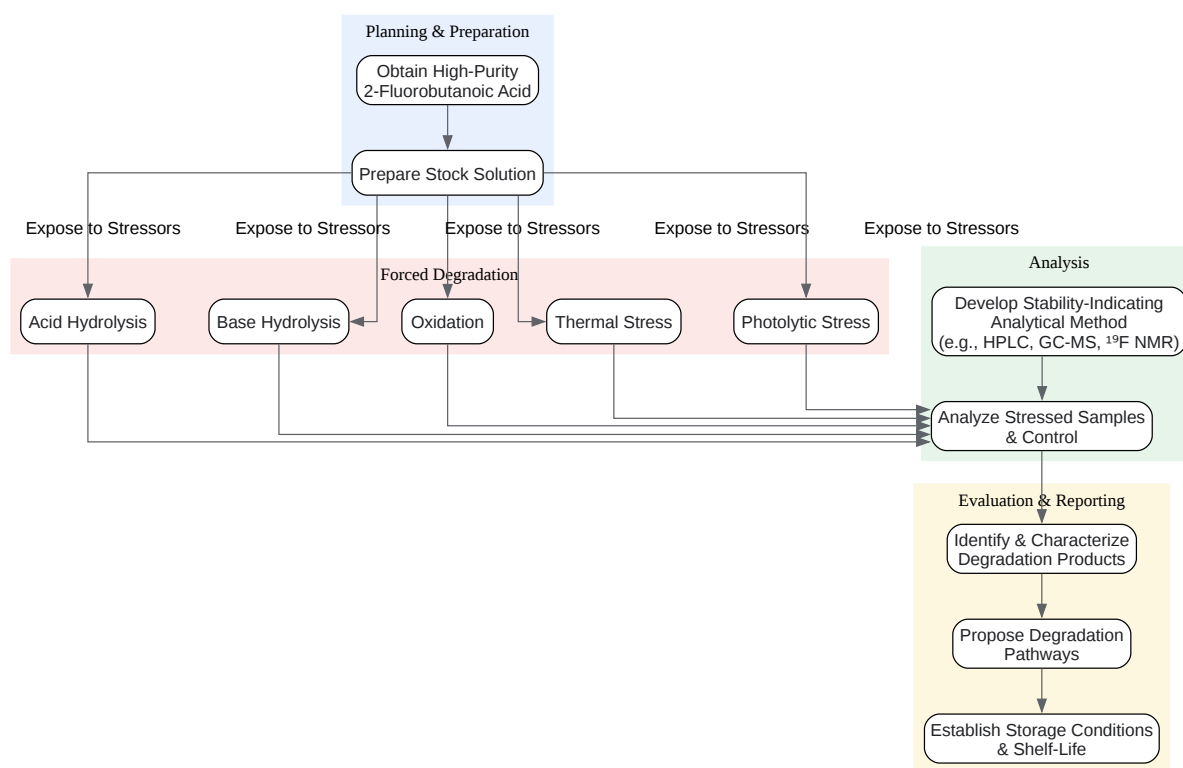 Planning & Preparation
Obtain High-Purity
2-Fluorobutanoic Acid
Prepare Stock Solution
Expose to Stressors
Expose to Stressors
Expose to Stressors
Expose to Stressors
Expose to Stressors
Forced Degradation
Acid Hydrolysis
Base Hydrolysis
Oxidation
Thermal Stress
Photolytic Stress
Analysis
Develop Stability-Indicating
Analytical Method
(e.g., HPLC, GC-MS, ¹⁹F NMR)
Analyze Stressed Samples
& Control
Evaluation & Reporting
Identify & Characterize
Degradation Products
Propose Degradation
Pathways
Establish Storage Conditions
& Shelf-Life